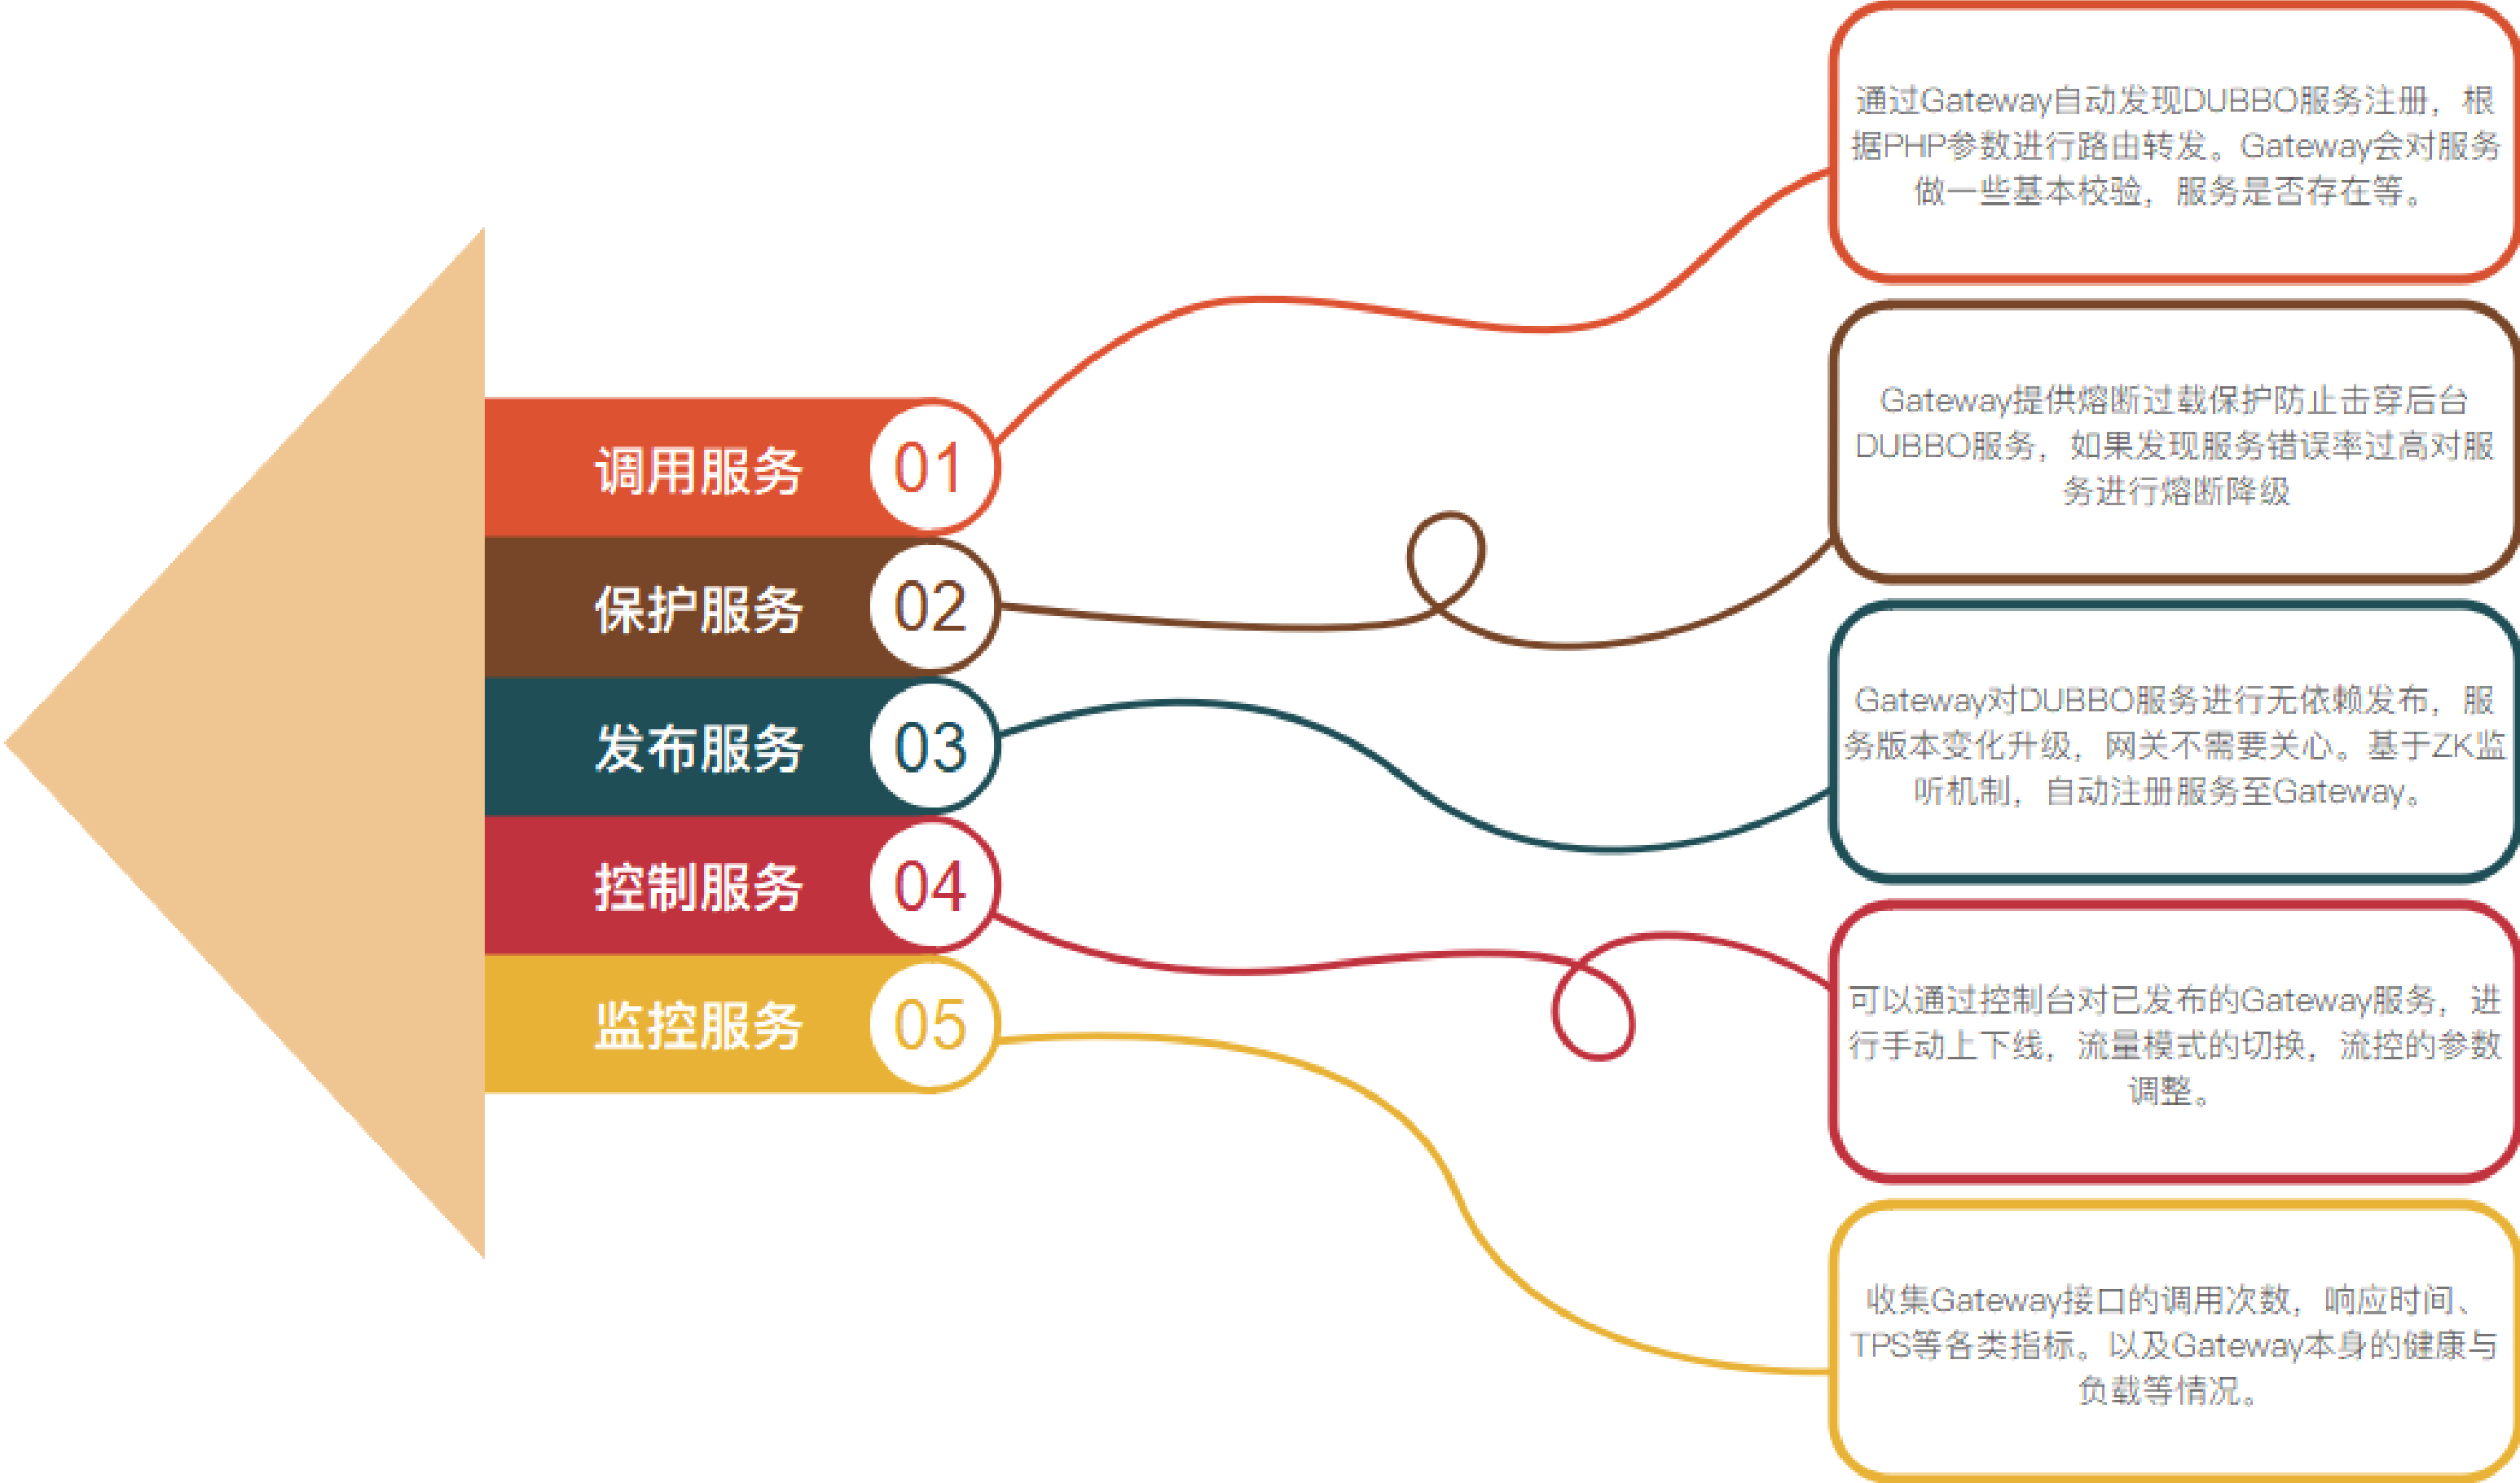 调用服务
01
保护服务
02
发布服务
03
控制服务
04
监控服务
05
通过Gateway自动发现DUBBO服务注册，根
据PHP参数进行路由转发。Gateway会对服务
做一些基本校验，服务是否存在等。
Gateway提供熔断过载保护防止击穿后台
DUBBO服务，如果发现服务错误率过高对服
务进行熔断降级
Gateway对DUBBO服务进行无依赖发布，服
务版本变化升级，网关不需要关心。基于ZK监
听机制，自动注册服务至Gateway。
可以通过控制台对已发布的Gateway服务，进
行手动上下线，流量模式的切换，流控的参数
调整。
收集Gateway接口的调用次数，响应时间、
TPS等各类指标。以及Gateway本身的健康与
负载等情况。